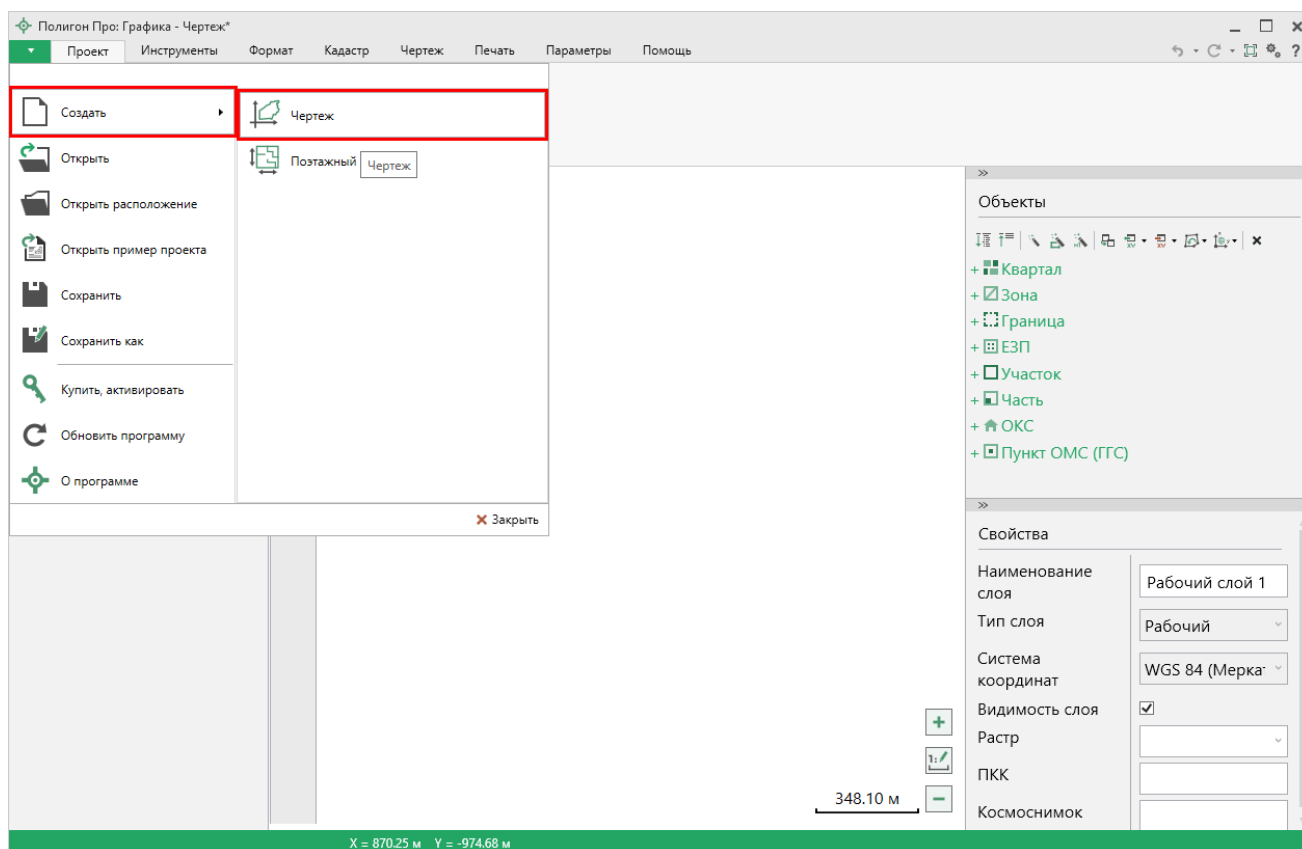 Полигон Про: Графика - Чертеж*
Проект Инструменты Формат Кадастр Чертеж Печать Параметры Помощь
Создать
Открыть
Открыть расположение
Открыть пример проекта
Сохранить
Сохранить как
Купить, активировать
Обновить программу
О программе
Чертеж
Поэтажный
Чертеж
Закрыть
Объекты
Квартал
Зона
Граница
ЕЗП
Участок
Часть
ОКС
Пункт ОМС (ГГС)
Свойства
Наименование
слоя
Рабочий слой 1
Тип слоя
Рабочий
Система
координат
WGS 84 (Мерка
Видимость слоя
Растр
ПКК
Космоснимок
1:
348.10 м
X = 870.25 м Y = -974.68 м